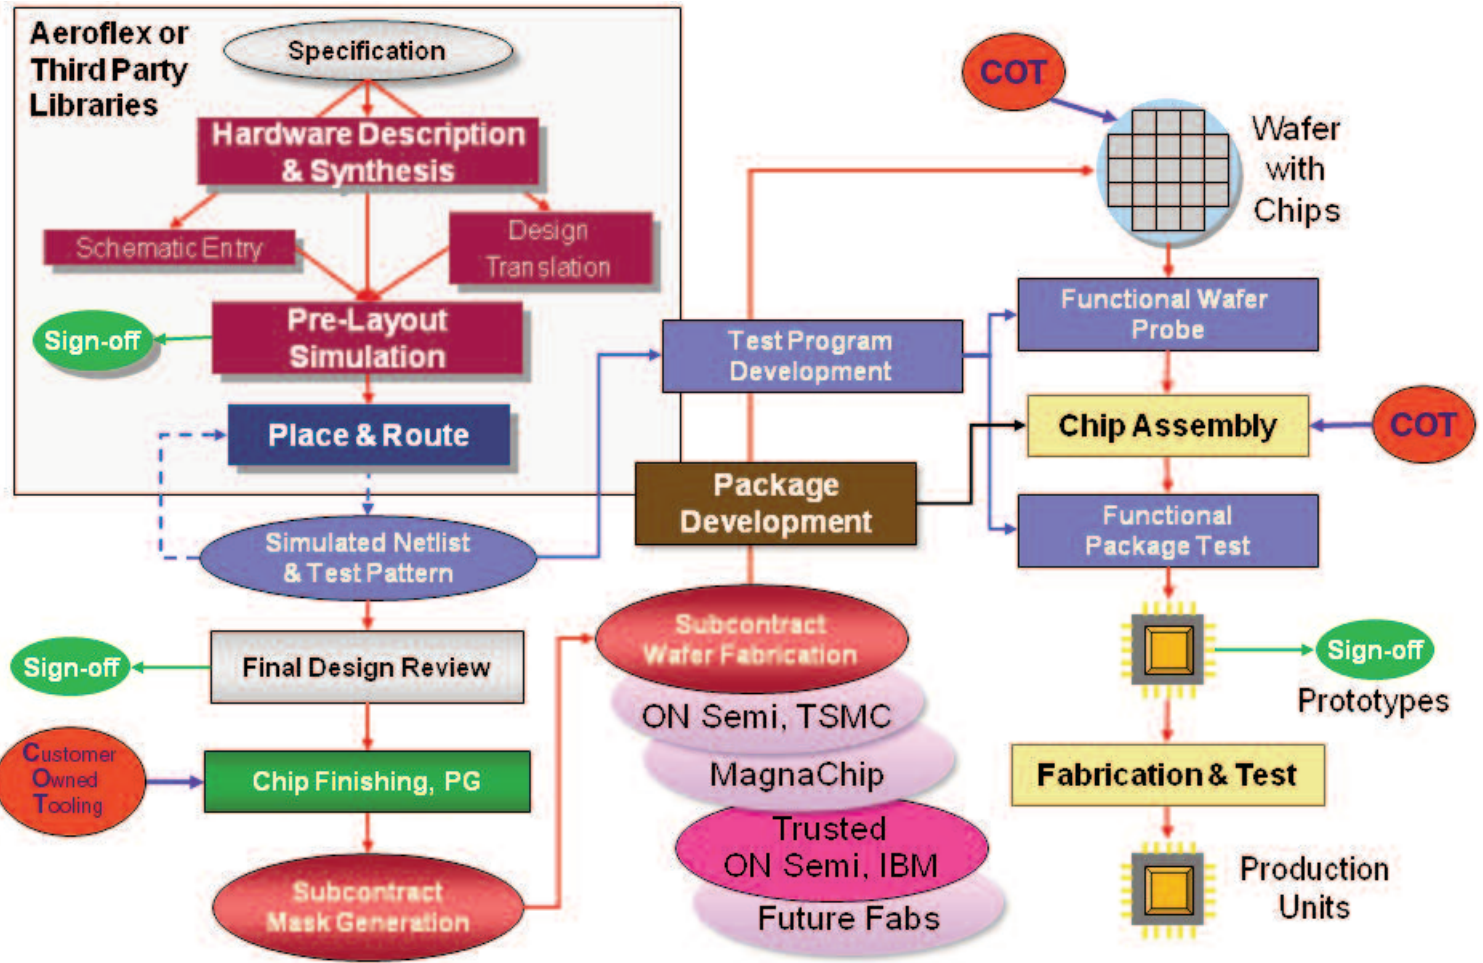 Aeroflex or
Third Party
Libraries
Specification
Hardware Description
& Synthesis
Schematic Entry
Design
Translation
Pre-Layout
Simulation
Sign-off
Place & Route
Simulated Netlist
& Test Pattern
Final Design Review
Sign-off
Customer
Owned
Tooling
Chip Finishing, PG
Subcontract
Mask Generation
Test Program
Development
Package
Development
Subcontract
Wafer Fabrication
ON Semi, TSMC
MagnaChip
Trusted
ON Semi, IBM
Future Fabs
COT
Wafer
with
Chips
Functional Wafer
Probe
Chip Assembly
COT
Functional
Package Test
Sign-off
Prototypes
Fabrication & Test
Production
Units